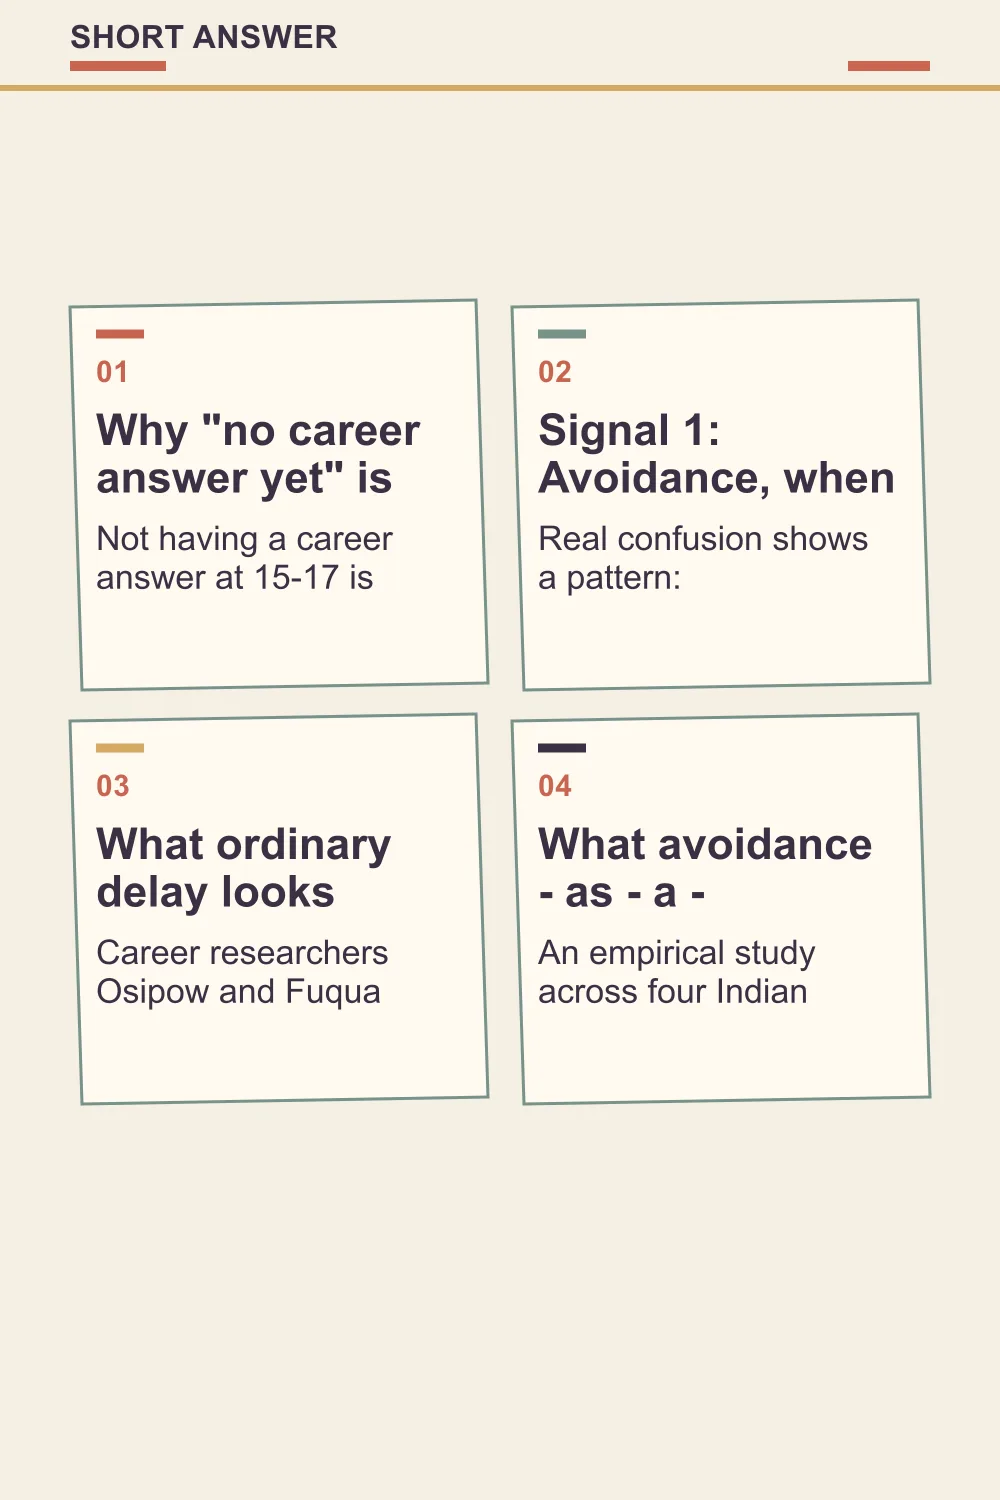 SHORT ANSWER
01
Why "no career
answer yet" is
Not having a career
answer at 15-17 is
02
Signal 1:
Avoidance, when
Real confusion shows
a pattern:
03
What ordinary
delay looks
Career researchers
Osipow and Fuqua
04
What avoidance
- as - a -
An empirical study
across four Indian